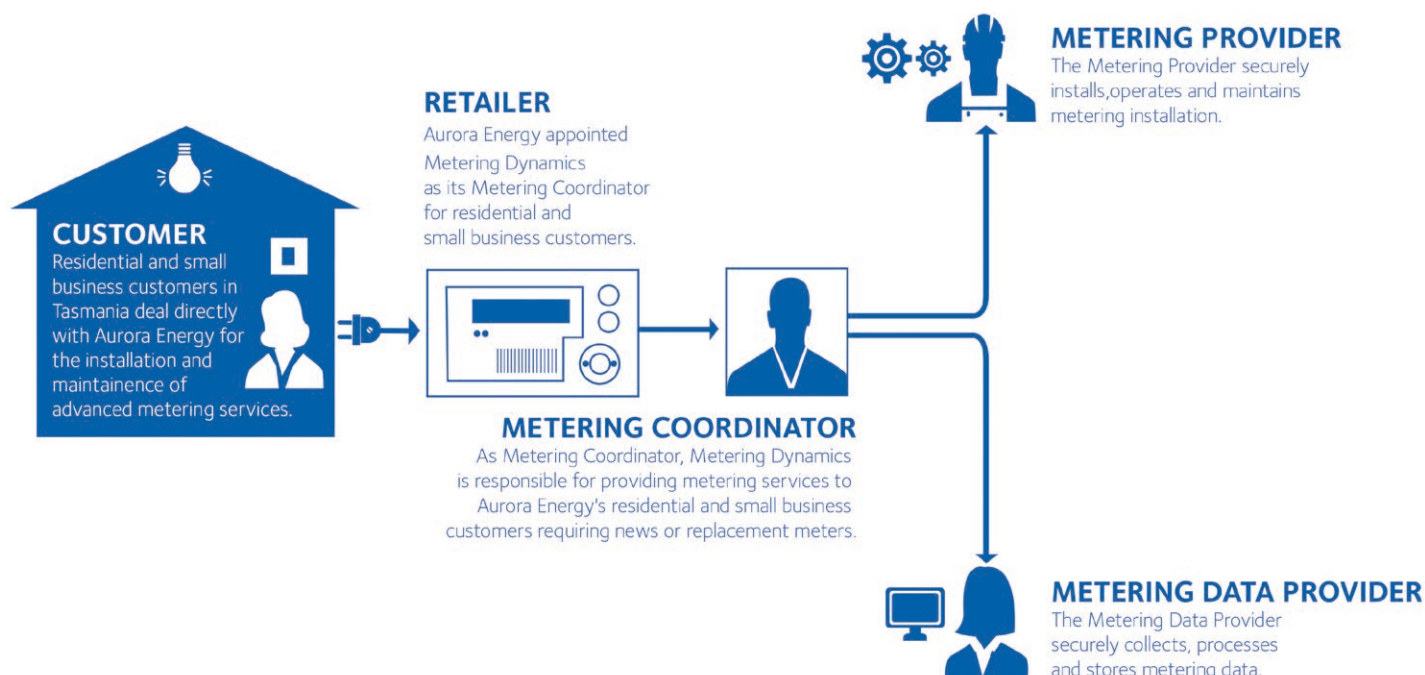 CUSTOMER
Residential and small
business customers in
Tasmania deal directly
with Aurora Energy for
the installation and
maintainence of
advanced metering services.
RETAILER
Aurora Energy appointed
Metering Dynamics
as its Metering Coordinator
for residential and
small business customers.
METERING COORDINATOR
As Metering Coordinator, Metering Dynamics
is responsible for providing metering services to
Aurora Energy's residential and small business
customers requiring news or replacement meters.
METERING PROVIDER
The Metering Provider securely
installs,operates and maintains
metering installation.
METERING DATA PROVIDER
The Metering Data Provider
securely collects, processes
and stores metering data.